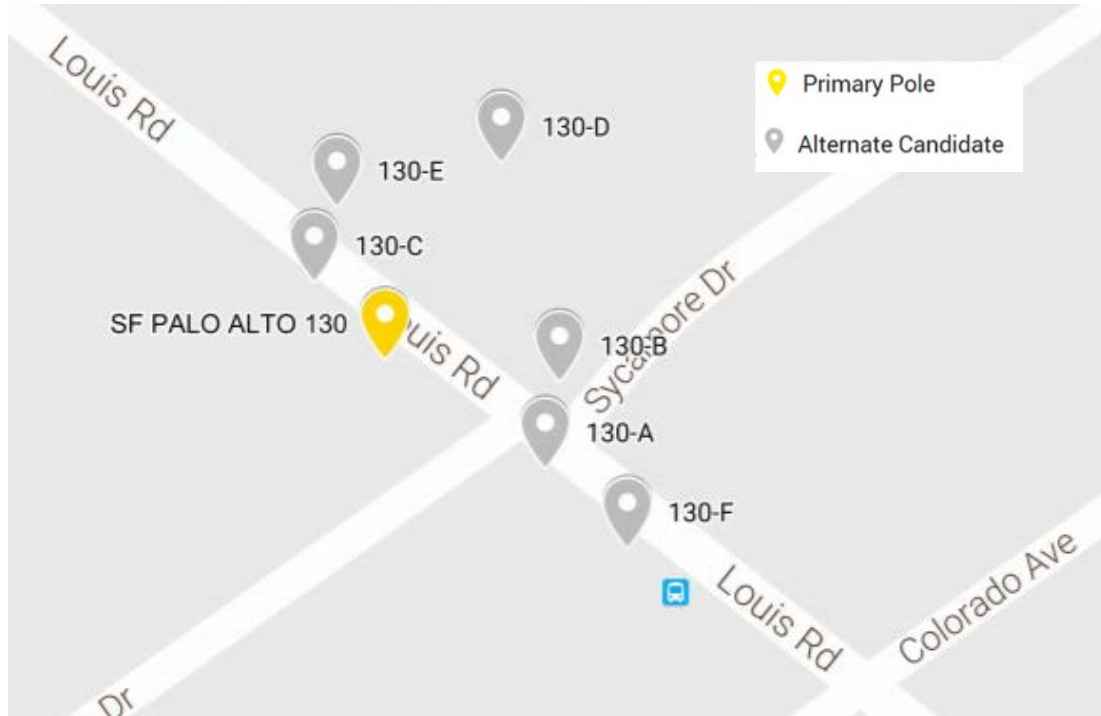 Louis Rd
Primary Pole
130-D
Alternate Candidate
130-E
130-C
SF PALO ALTO 130
ouis Rd
130-B
Sycamore Dr
130-A
130-F
Louis Rd
Colorado Ave
Dr